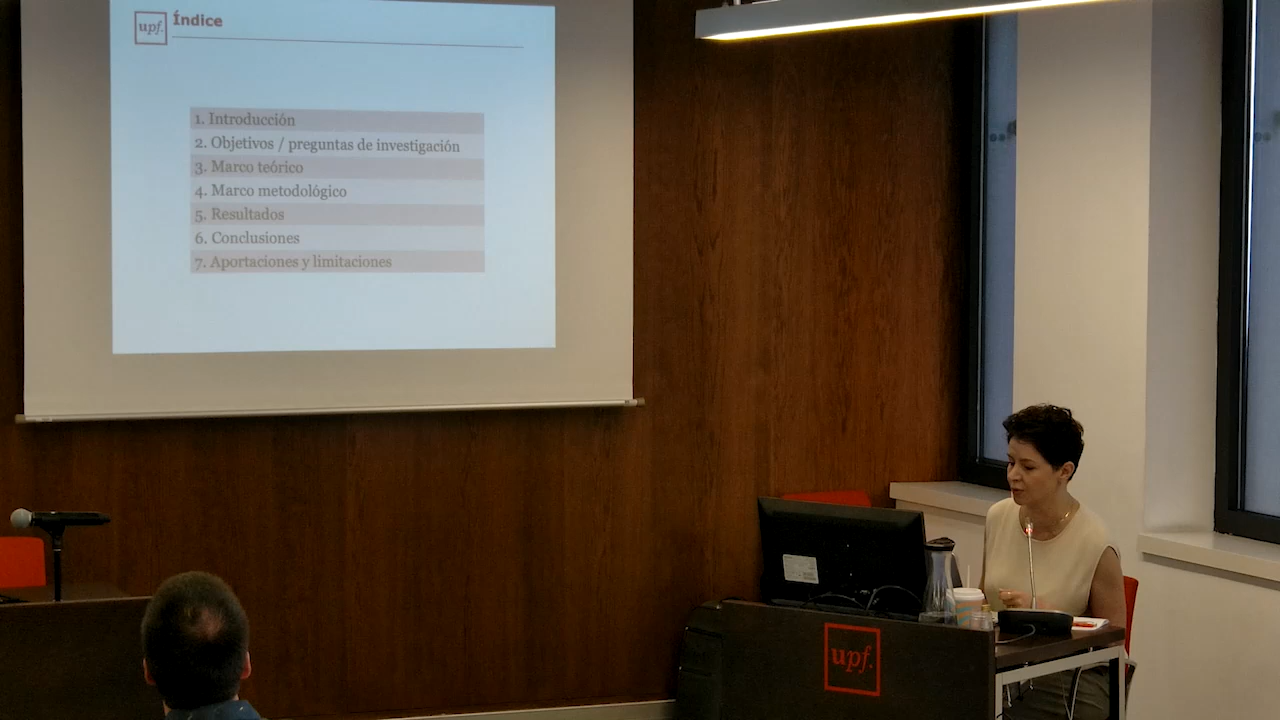 upf.
Índice
1. Introducción
2. Objetivos / preguntas de investigación
3. Marco teórico
4. Marco metodológico
5. Resultados
6. Conclusiones
7. Aportaciones y limitaciones
upf.